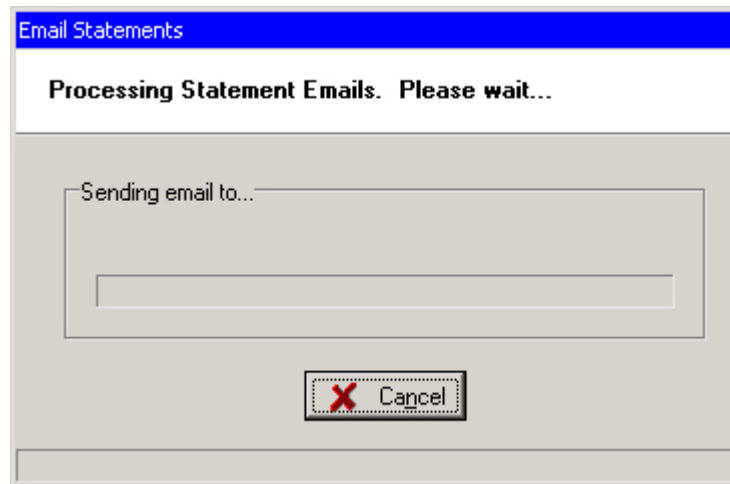 Email Statements
Processing Statement Emails.  Please wait...
Sending email to...
Cancel